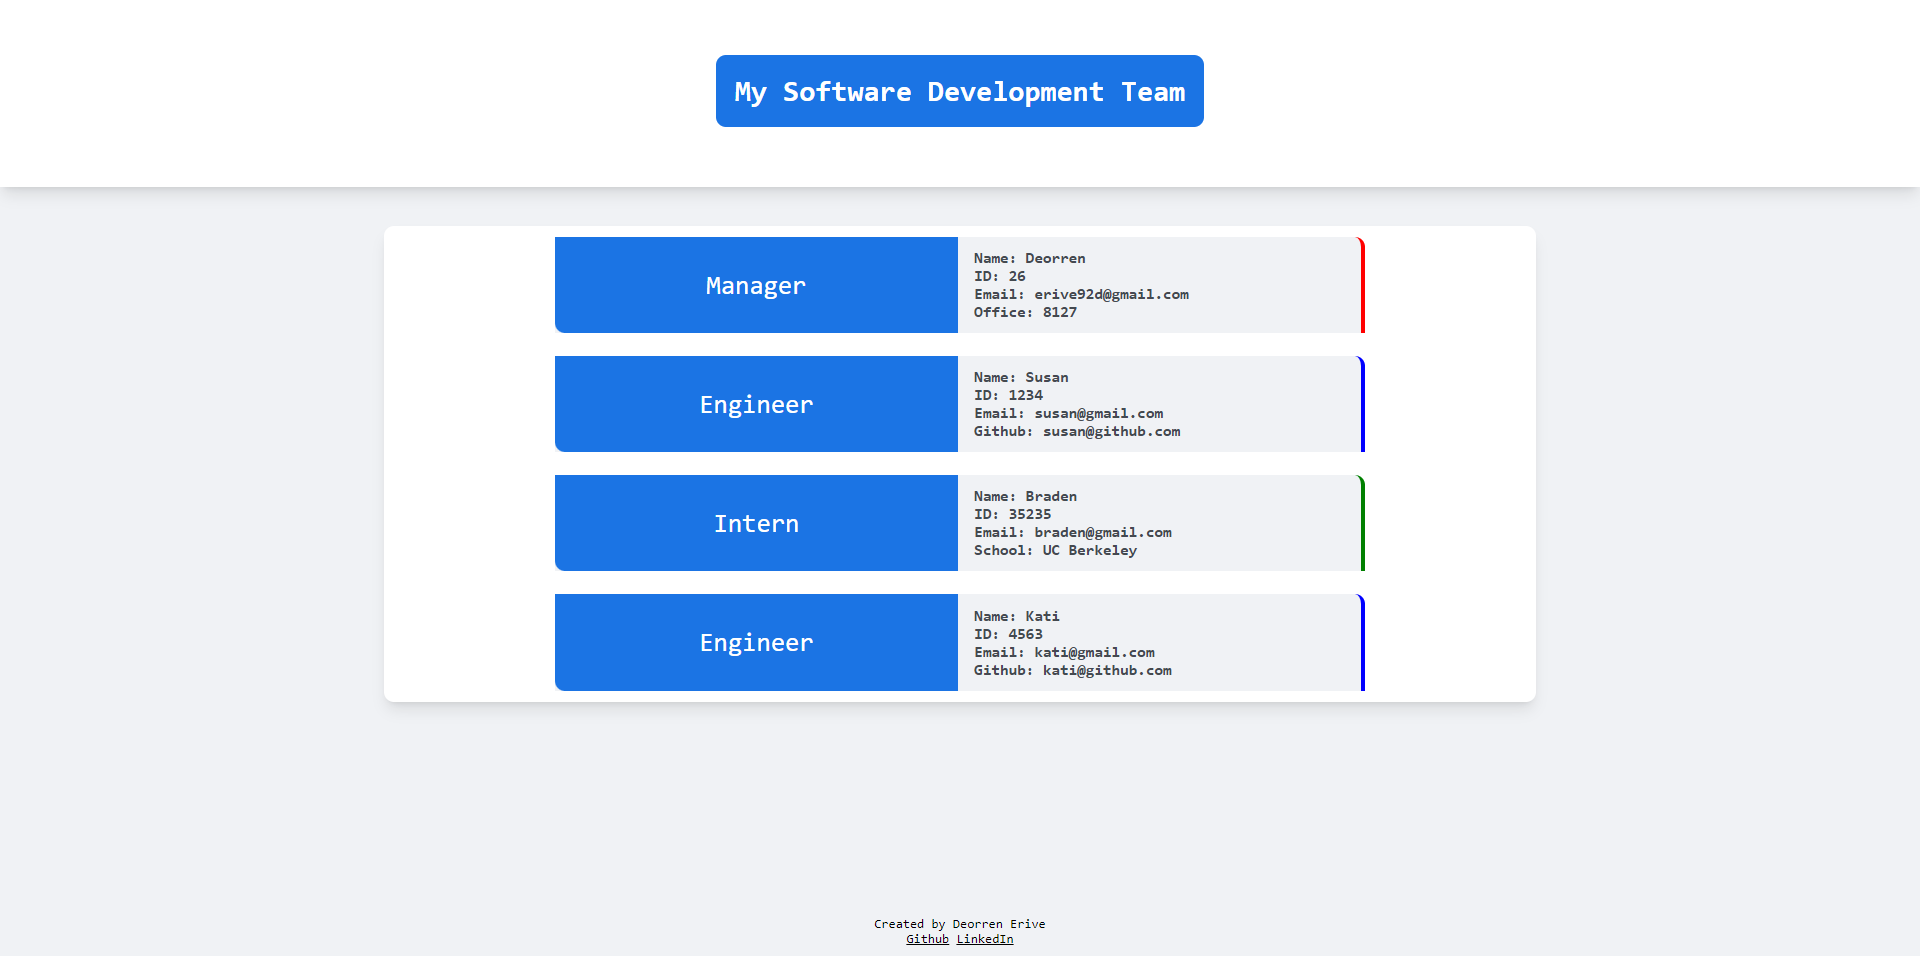 My Software Development Team
Manager
Name: Deorren
ID: 26
Email: erive92d@gmail.com
Office: 8127
Engineer
Name: Susan
ID: 1234
Email: susan@gmail.com
Github: susan@github.com
Intern
Name: Braden
ID: 35235
Email: braden@gmail.com
School: UC Berkeley
Engineer
Name: Kati
ID: 4563
Email: kati@gmail.com
Github: kati@github.com
Created by Deorren Erive
Github LinkedIn